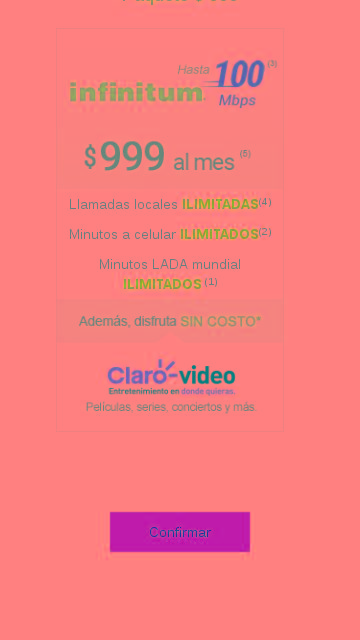 Hasta 100 (3)
infinitum Mbps
$999 al mes (5)
Llamadas locales ILIMITADAS(4)
Minutos a celular ILIMITADOS(2)
Minutos LADA mundial
ILIMITADOS (1)
Además, disfruta SIN COSTO*
Claro-video
Entretenimiento en donde quieras.
Películas, series, conciertos y más
Confirmar